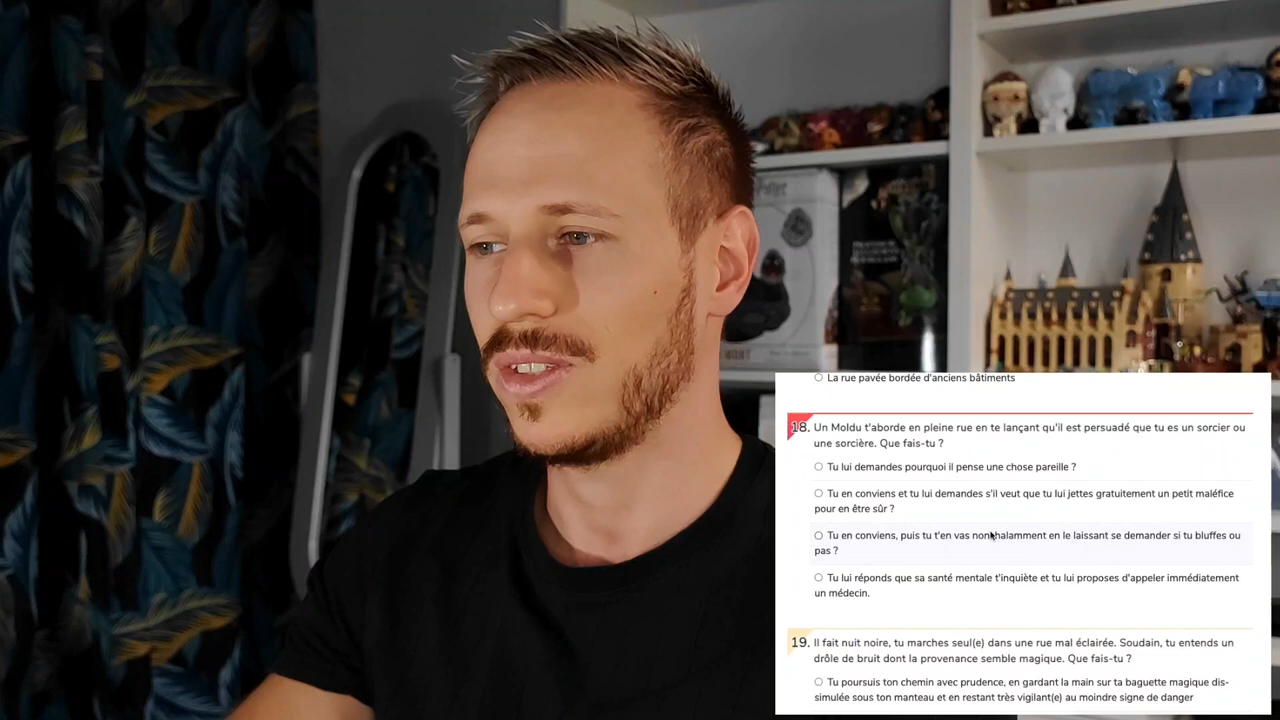 La rue pavée bordée d'anciens bâtiments
18. Un Moldu t'aborde en pleine rue en te lançant qu'il est persuadé que tu es un sorcier ou
une sorcière. Que fais-tu ?
Tu lui demandes pourquoi il pense une chose pareille ?
Tu en conviens et tu lui demandes s'il veut que tu lui jettes gratuitement un petit maléfice
pour en être sûr ?
Tu en conviens, puis tu t'en vas nonchalamment en le laissant se demander si tu bluffes ou
pas ?
Tu lui réponds que sa santé mentale t'inquiète et tu lui proposes d'appeler immédiatement
un médecin.
19. Il fait nuit noire, tu marches seul(e) dans une rue mal éclairée. Soudain, tu entends un
drôle de bruit dont la provenance semble magique. Que fais-tu ?
Tu poursuis ton chemin avec prudence, en gardant la main sur ta baguette magique dis-
simulée sous ton manteau et en restant très vigilant(e) au moindre signe de danger